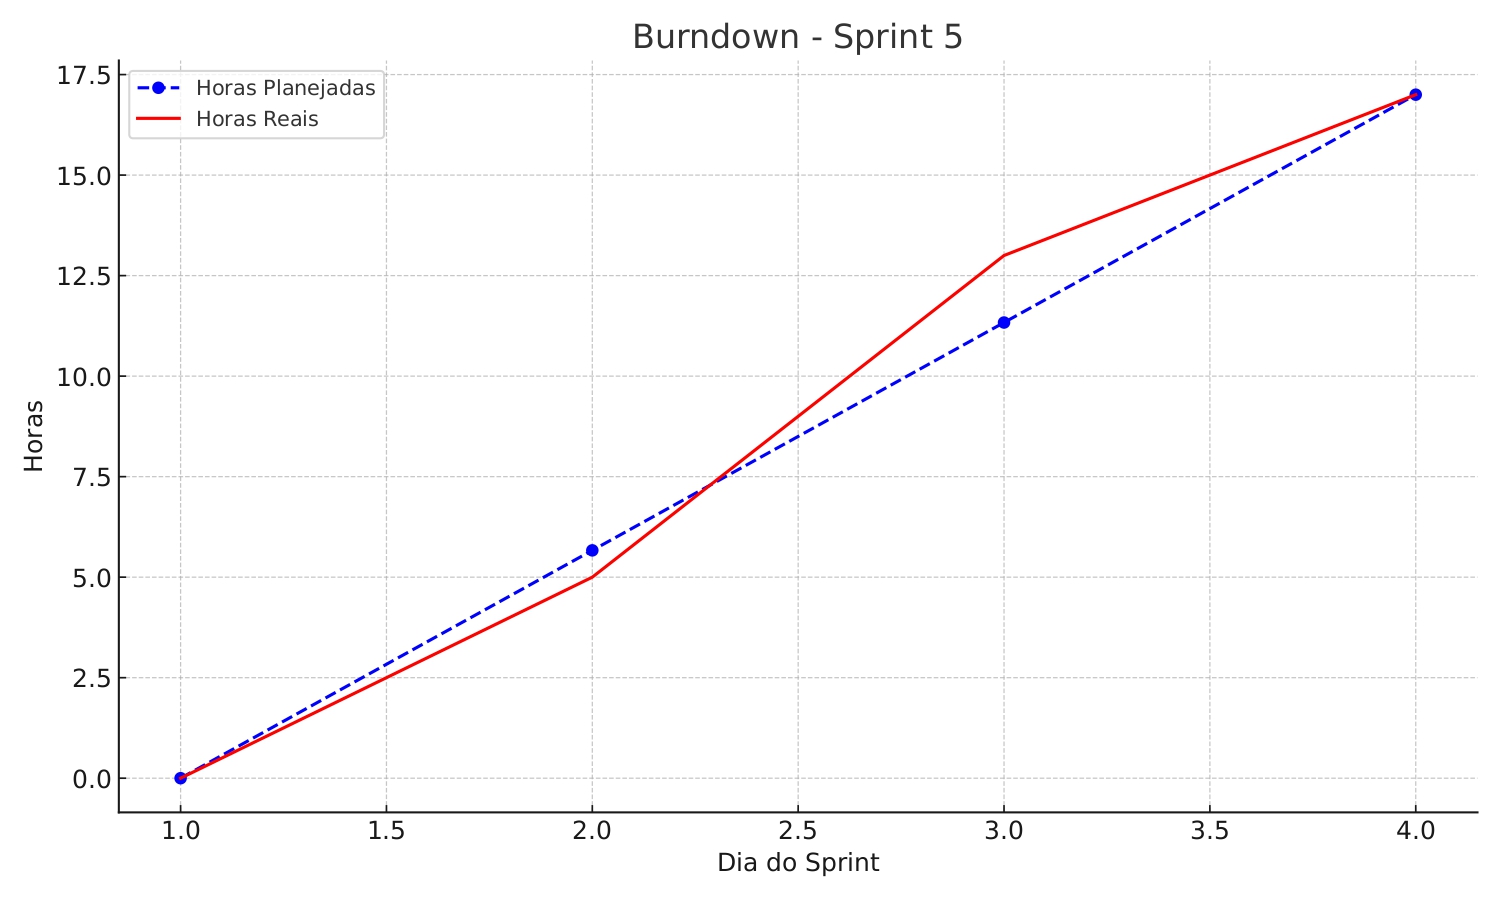 Burndown - Sprint 5
Horas Planejadas
Horas Reais
17.5
15.0
12.5
10.0
7.5
5.0
2.5
0.0
Horas
1.0 1.5 2.0 2.5 3.0 3.5 4.0
Dia do Sprint